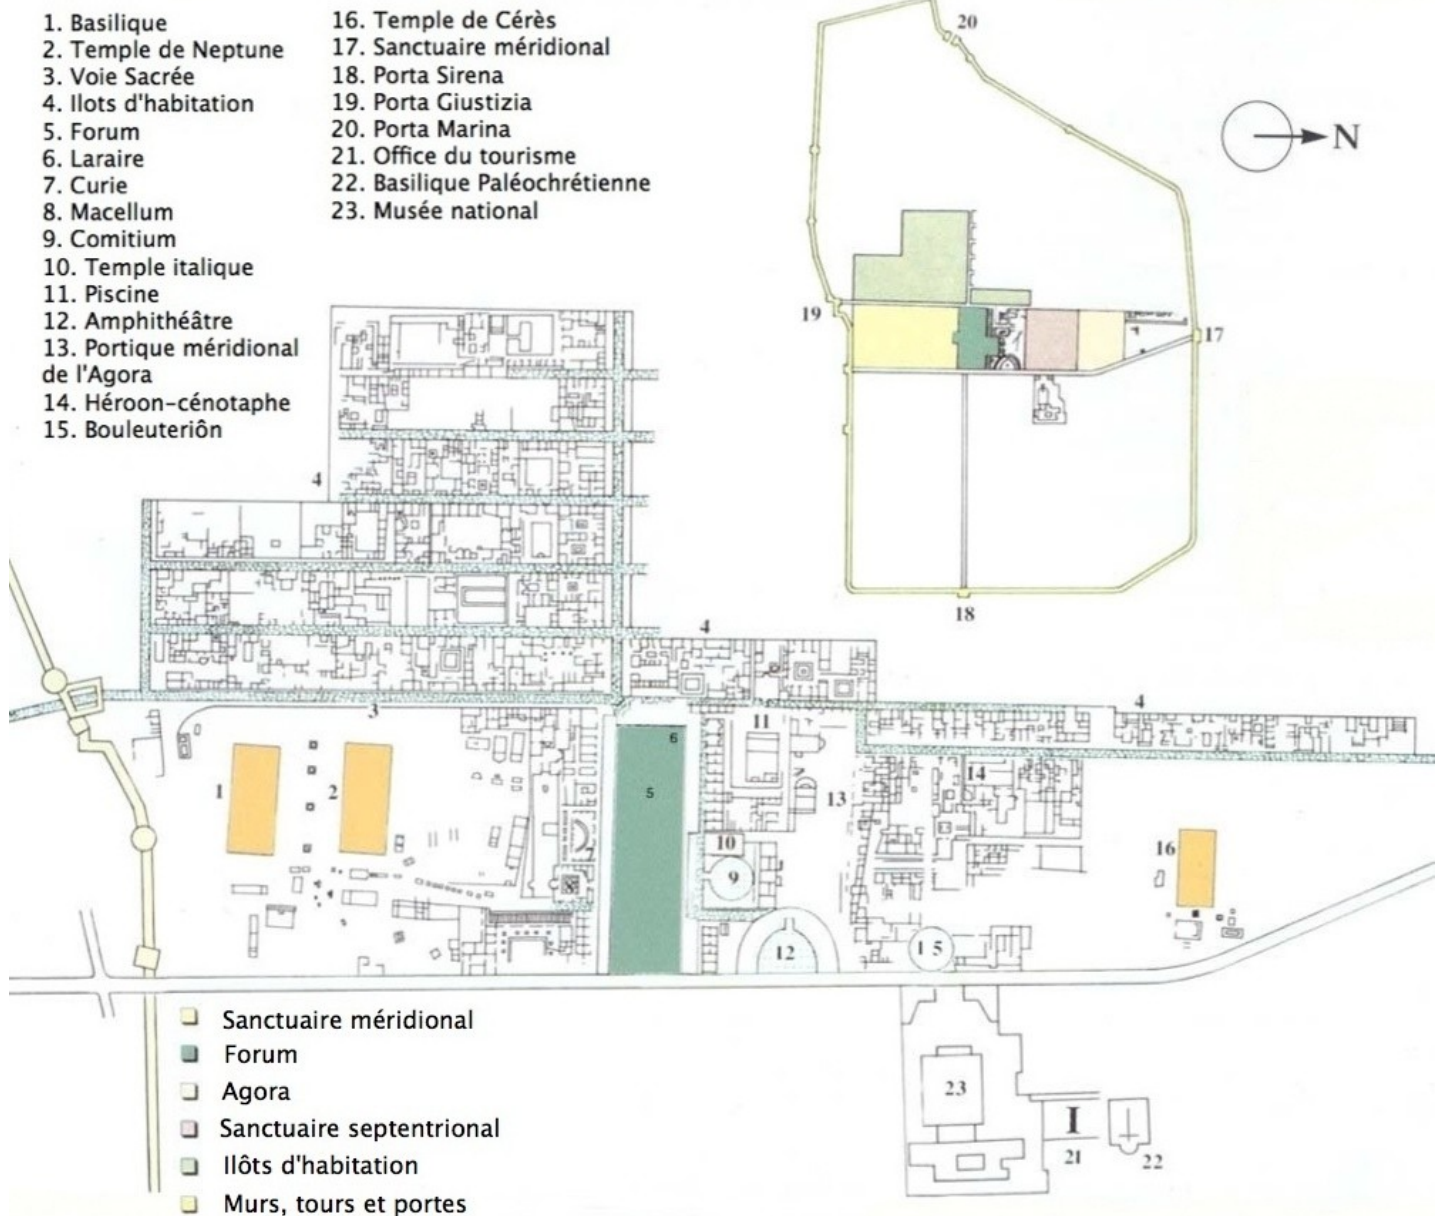 1. Basilique
2. Temple de Neptune
3. Voie Sacrée
4. Ilots d'habitation
5. Forum
6. Laraire
7. Curie
8. Macellum
9. Comitium
10. Temple italique
11. Piscine
12. Amphithéâtre
13. Portique méridional
de l'Agora
14. Héroon-cénotaphe
15. Bouleuteriôn
16. Temple de Cérès
17. Sanctuaire méridional
18. Porta Sirena
19. Porta Giustizia
20. Porta Marina
21. Office du tourisme
22. Basilique Paléochrétienne
23. Musée national
20
N
19
17
18
4
4
4
3
11
6
1
2
5
14
13
7
10
16
8
9
12
15
23
I
21
22
Sanctuaire méridional
Forum
Agora
Sanctuaire septentrional
Ilôts d'habitation
Murs, tours et portes